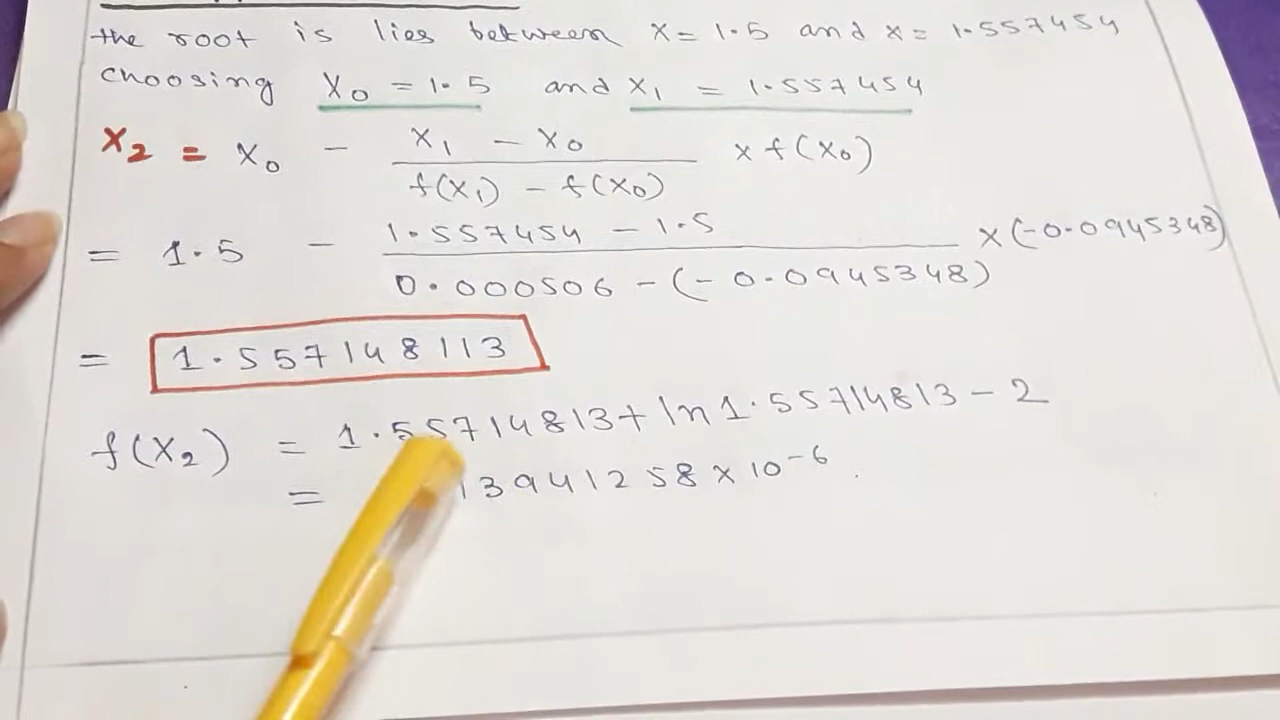 the root is lies between x = 1.5 and x = 1.557454
choosing x₀ = 1.5 and x₁ = 1.557454
x₂ = x₀ - (x₁ - x₀) / (f(x₁) - f(x₀)) × f(x₀)
= 1.5 - (1.557454 - 1.5) / (0.000506 - (-0.0945348)) × (-0.0945348)
= 1.557148113
f(x₂) = 1.55714813 + ln 1.55714813 - 2
= 13941258 × 10⁻⁶